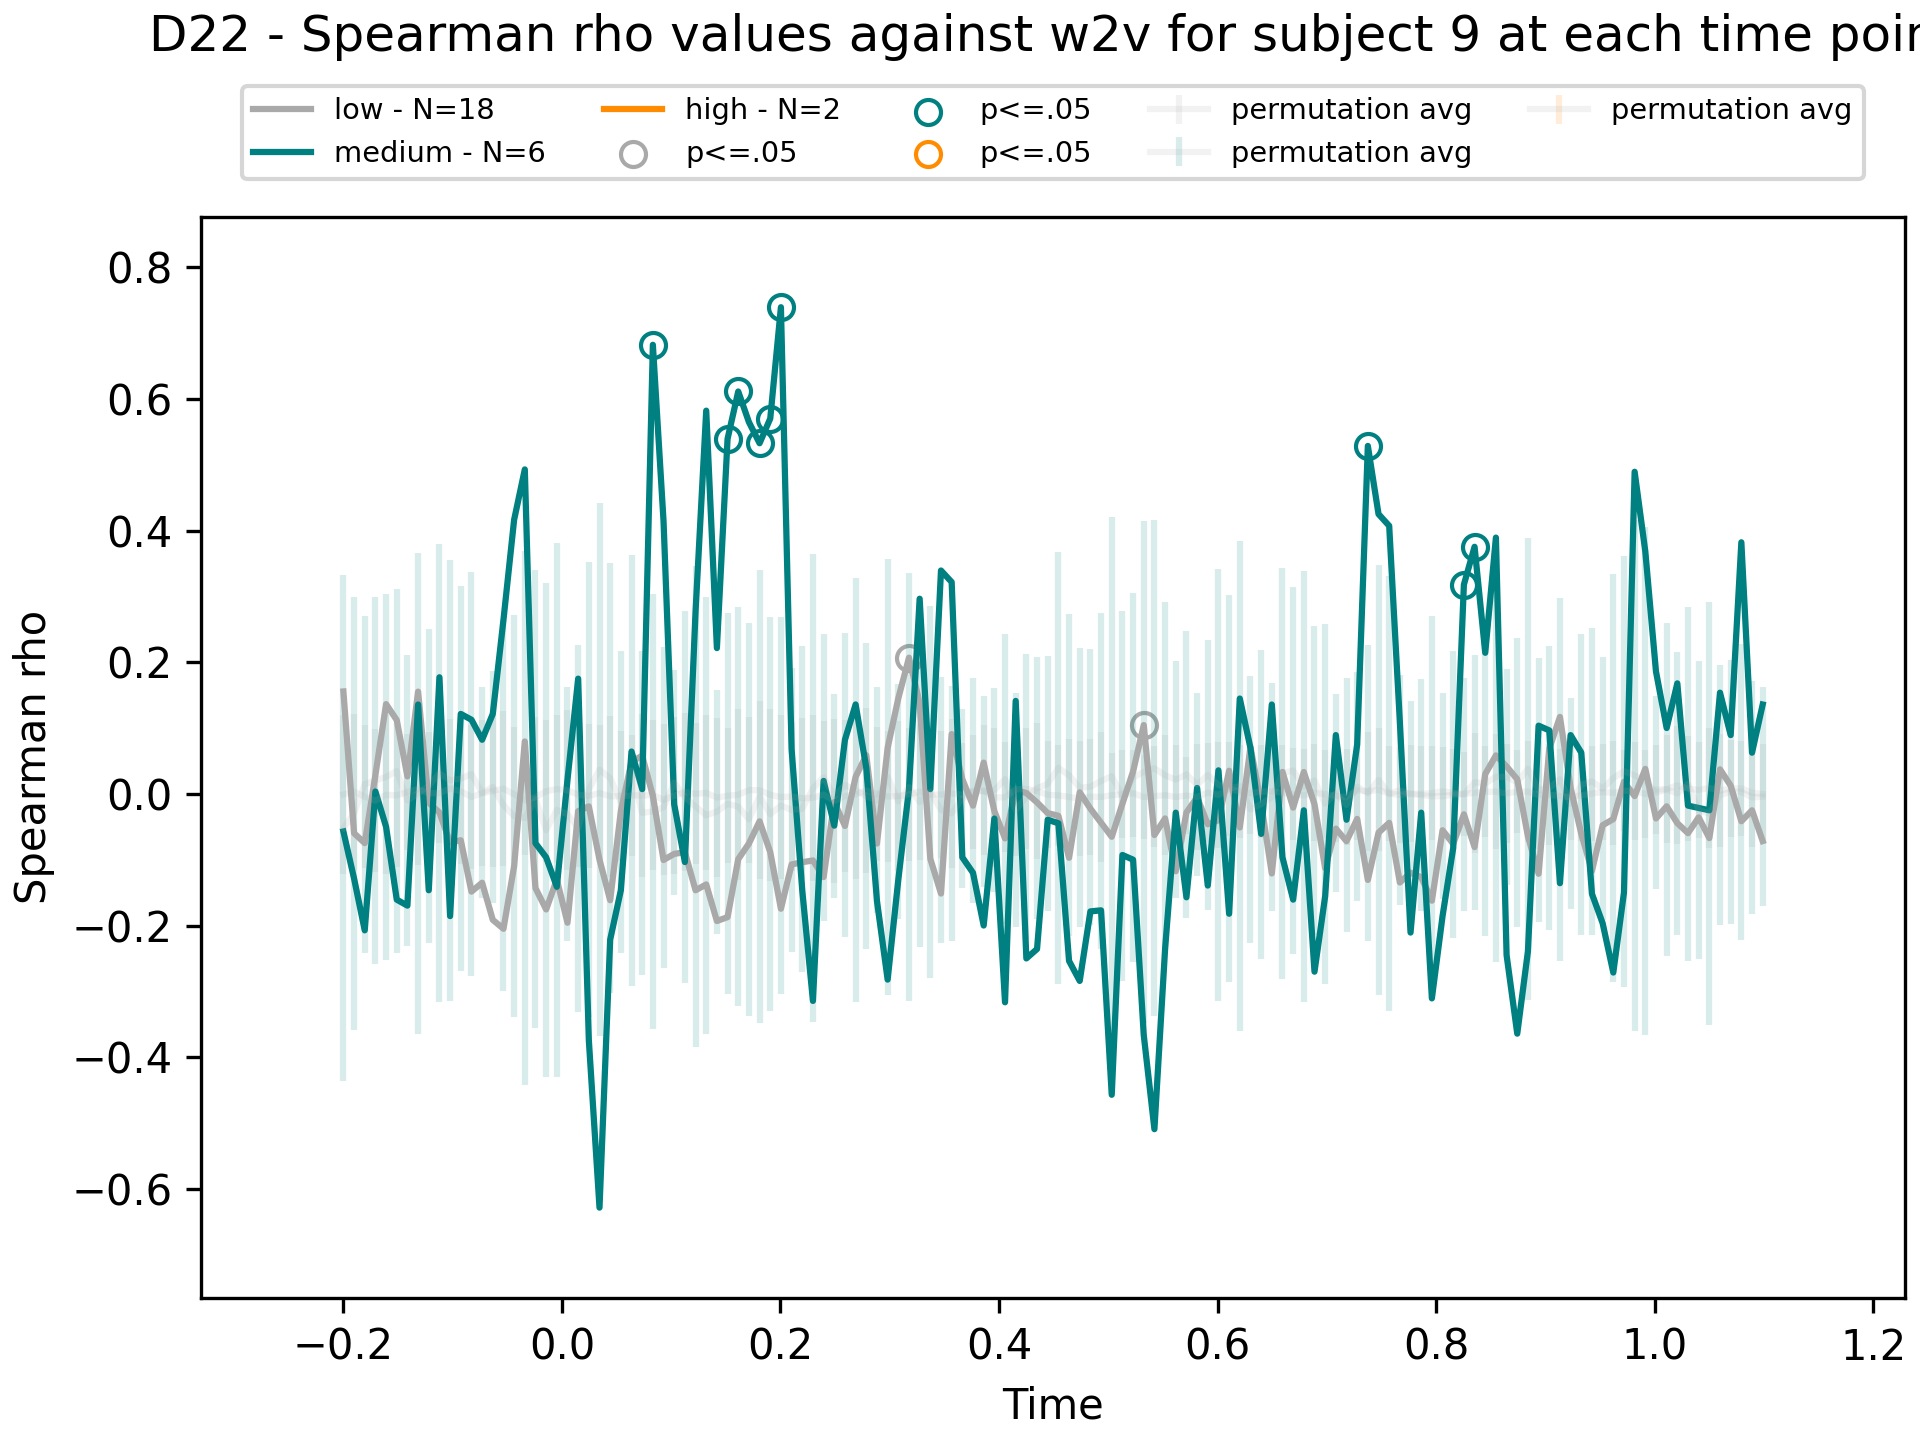 D22 - Spearman rho values against w2v for subject 9 at each time
low - N=18 high - N=2 p<=.05 permutation avg permutation avg
medium - N=6 p<=.05 p<=.05 permutation avg
0.8
0.6
0.4
0.2
0.0
−0.2
−0.4
−0.6
Spearman rho
−0.2 0.0 0.2 0.4 0.6 0.8 1.0 1.2
Time